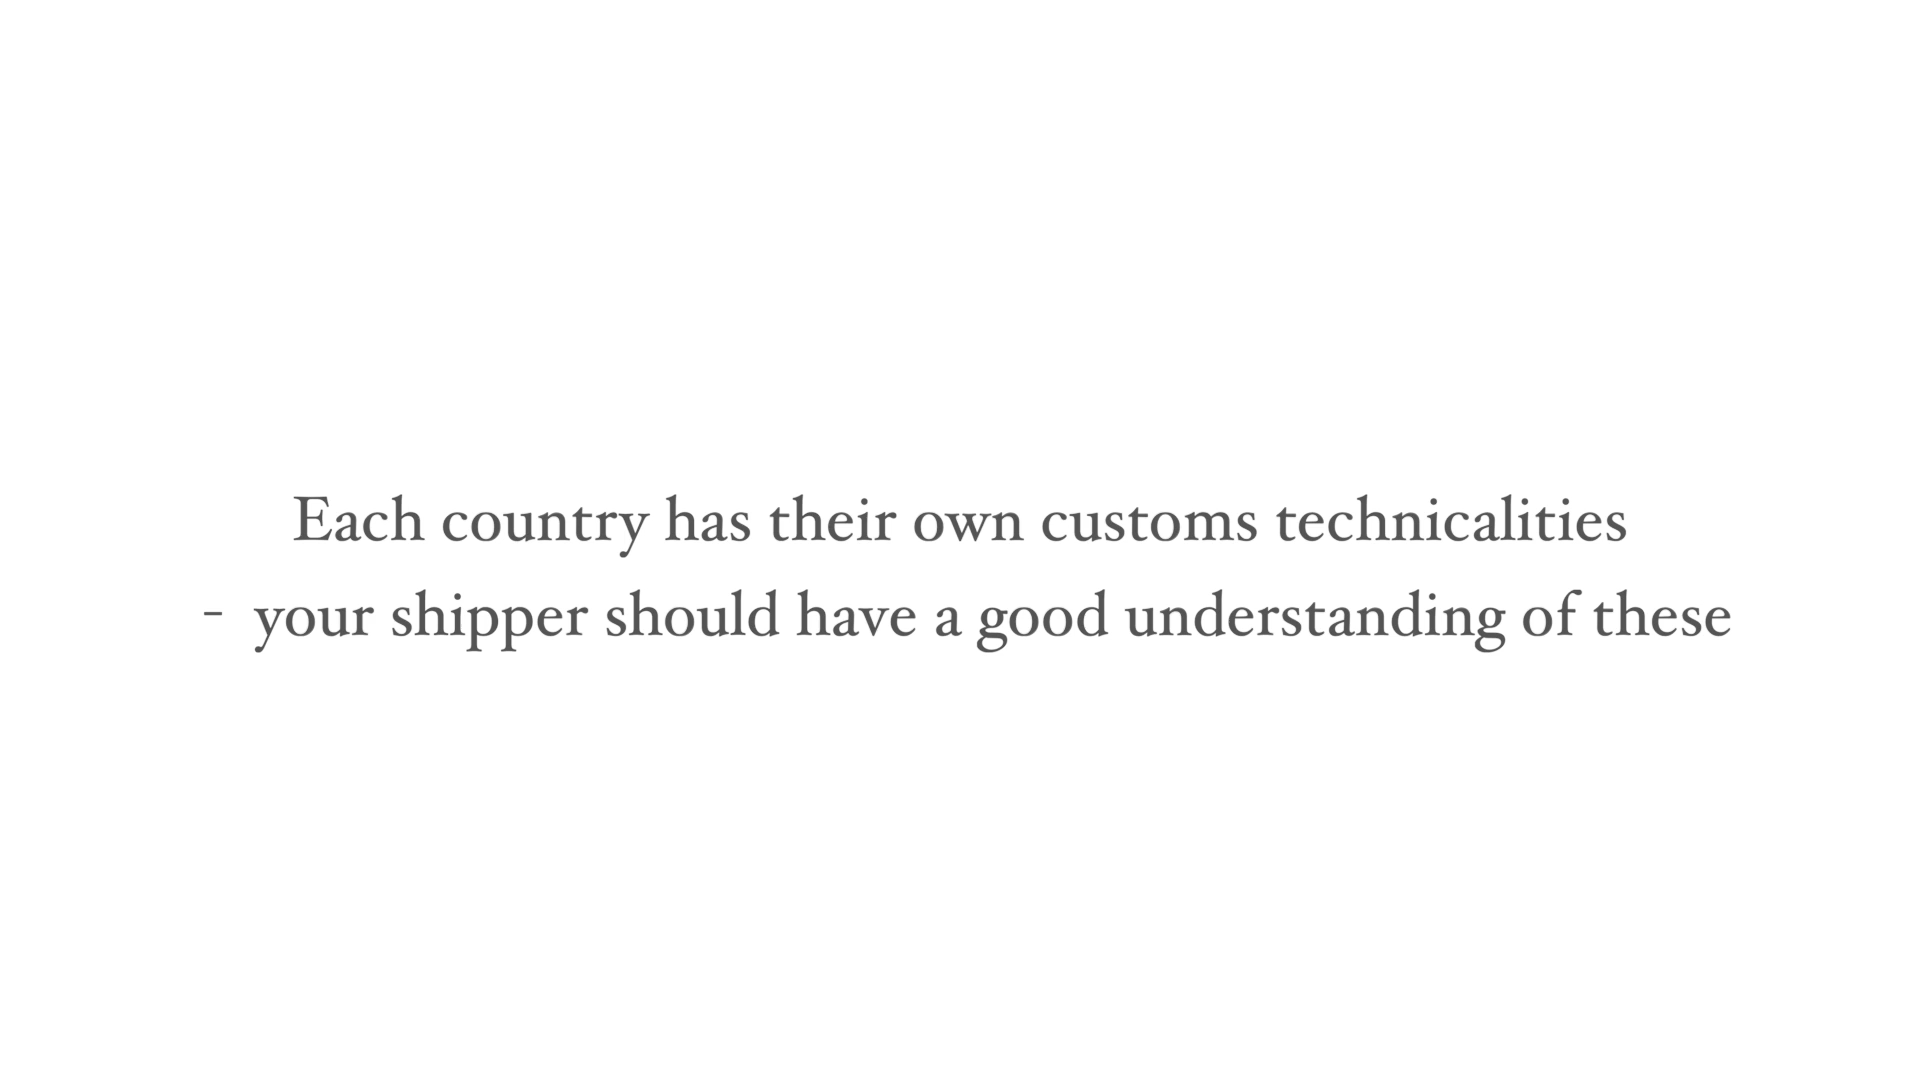 Each country has their own customs technicalities
- your shipper should have a good understanding of these